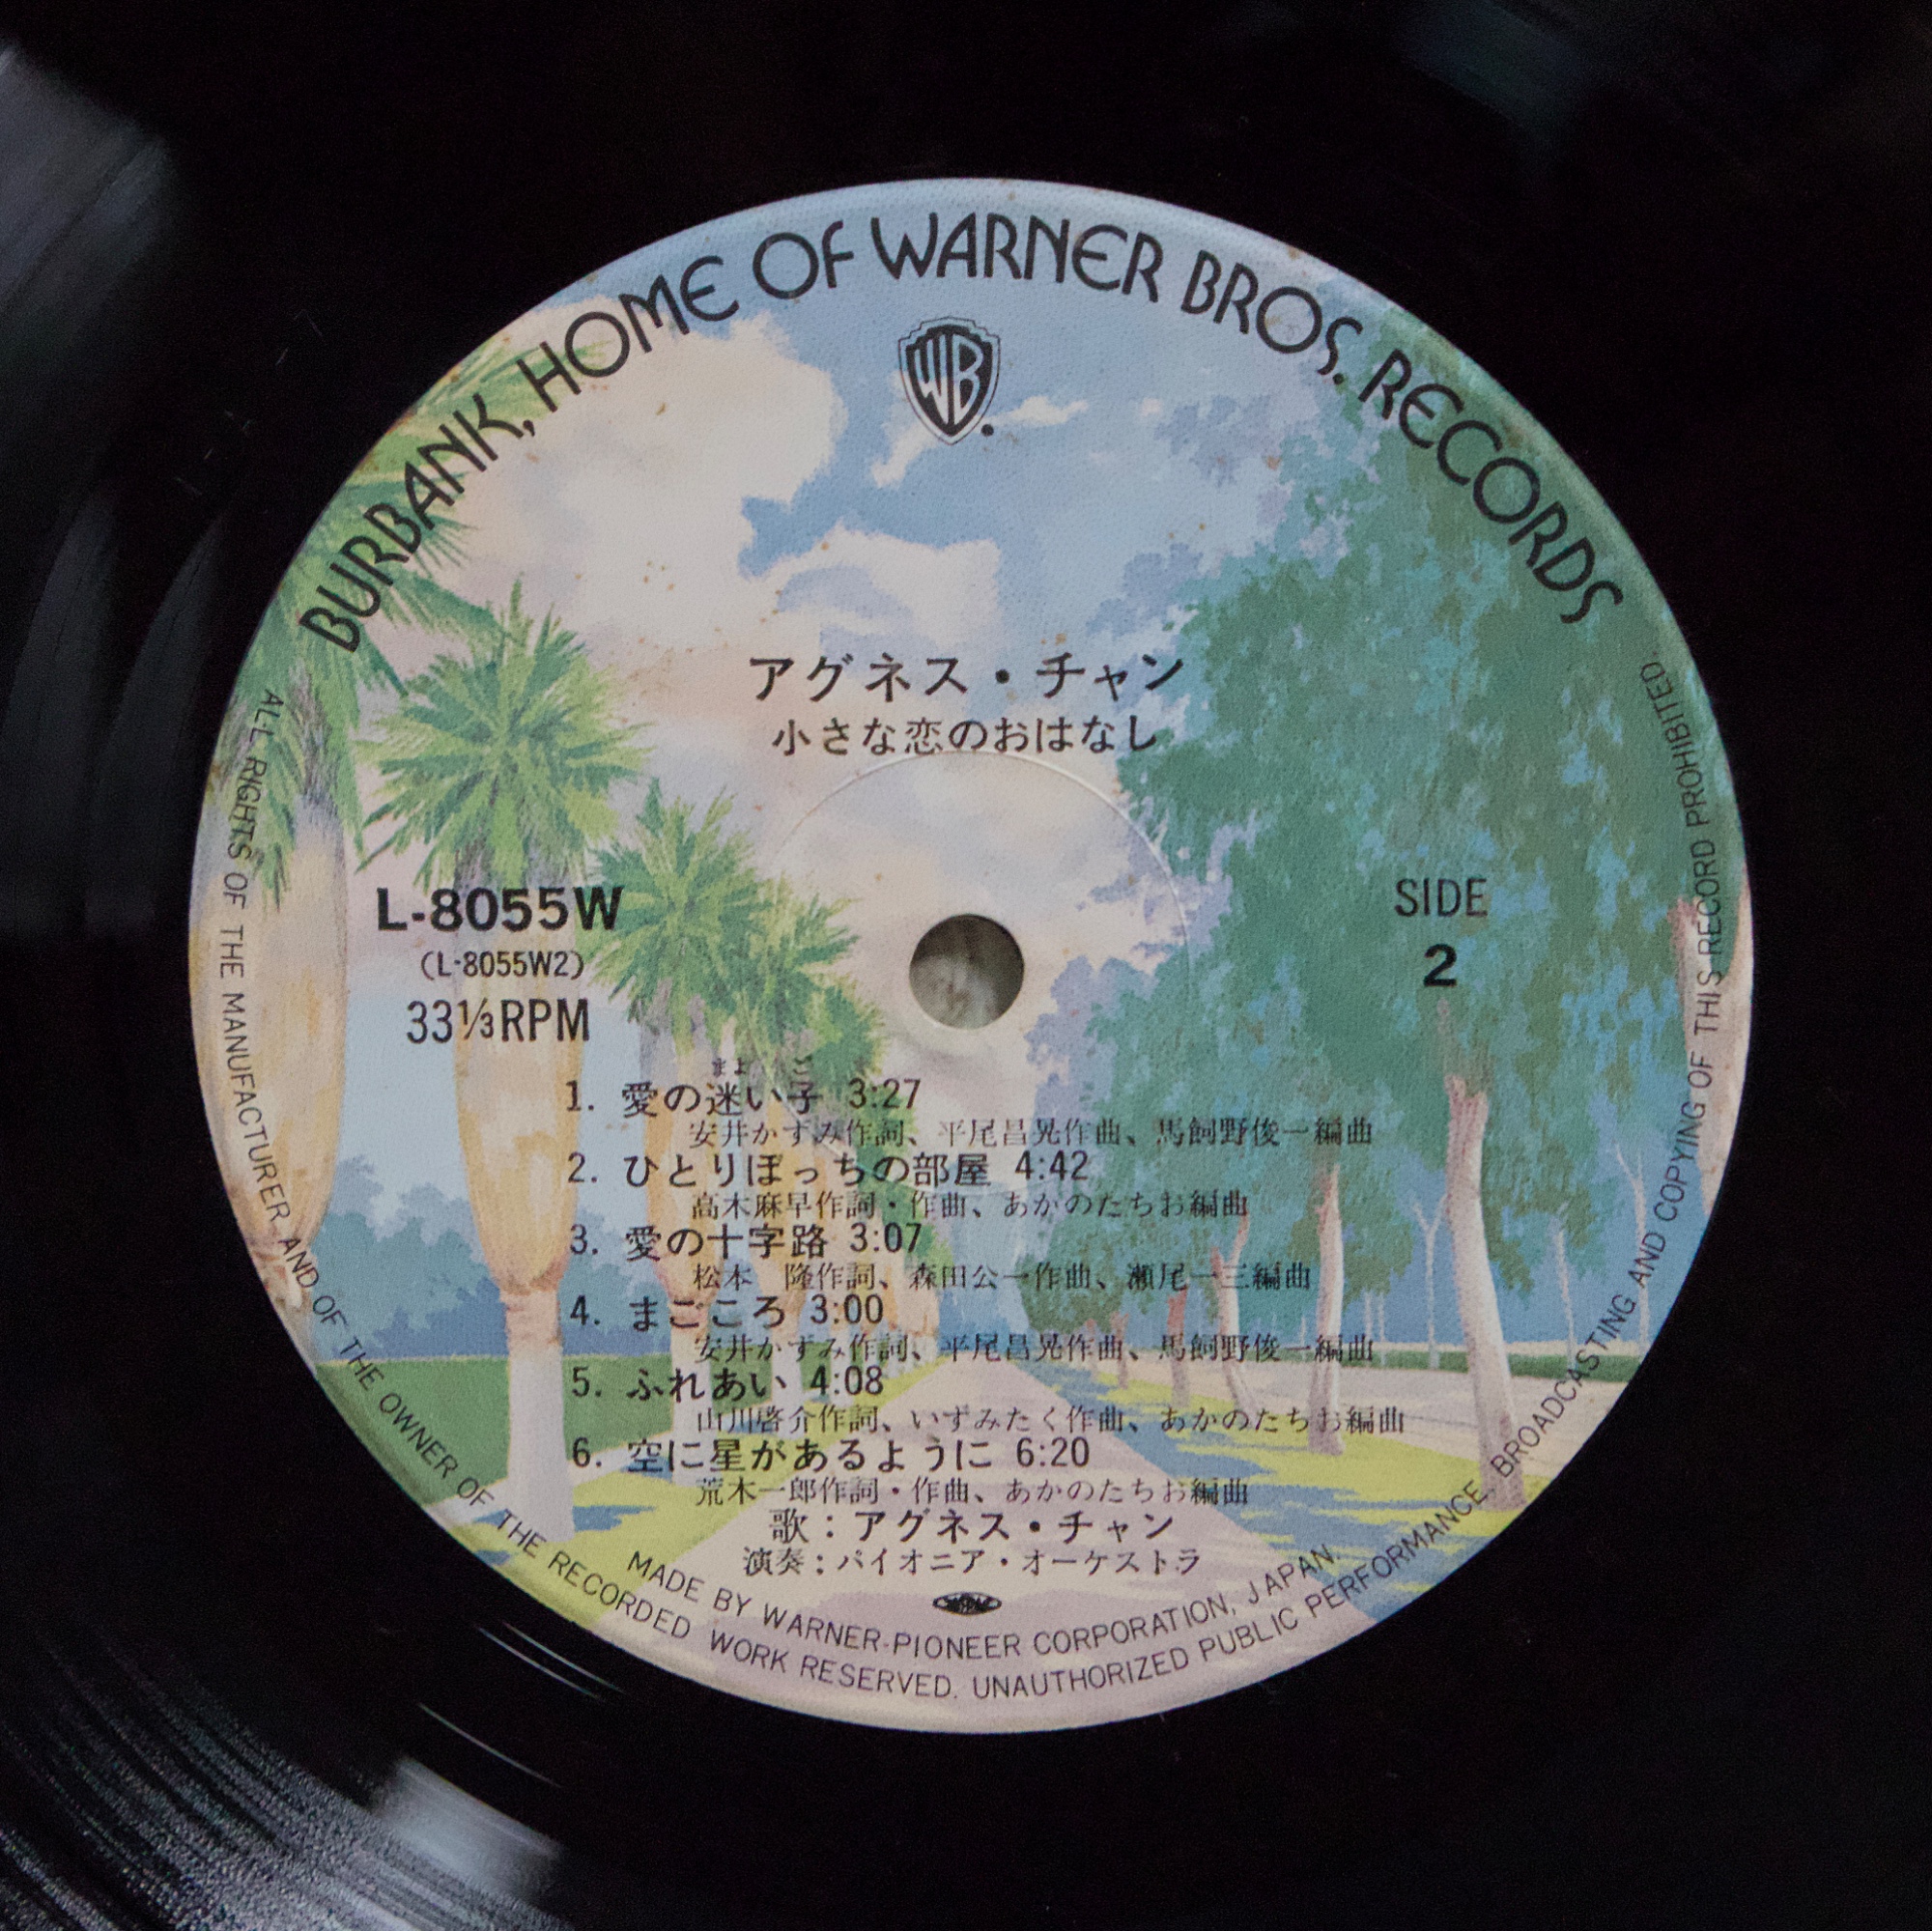 BURBANK, HOME OF WARNER BROS. RECORDS
WB
アグネス・チャン
小さな恋のおはなし
L-8055W
(L-8055W2)
33⅓RPM
SIDE
2
まよ こ
1. 愛の迷い子 3:27
安井かずみ作詞、平尾昌晃作曲、馬飼野俊一編曲
2. ひとりぼっちの部屋 4:42
高木麻早作詞・作曲、あかのたちお編曲
3. 愛の十字路 3:07
松本 隆作詞、森田公一作曲、瀬尾一三編曲
4. まごころ 3:00
安井かずみ作詞、平尾昌晃作曲、馬飼野俊一編曲
5. ふれあい 4:08
山川啓介作詞、いずみたく作曲、あかのたちお編曲
6. 空に星があるように 6:20
荒木一郎作詞・作曲、あかのたちお編曲
歌：アグネス・チャン
演奏：パイオニア・オーケストラ
MADE BY WARNER-PIONEER CORPORATION, JAPAN.
ALL RIGHTS OF THE MANUFACTURER AND OF THE OWNER OF THE RECORDED WORK RESERVED. UNAUTHORIZED PUBLIC PERFORMANCE, BROADCASTING AND COPYING OF THIS RECORD PROHIBITED.